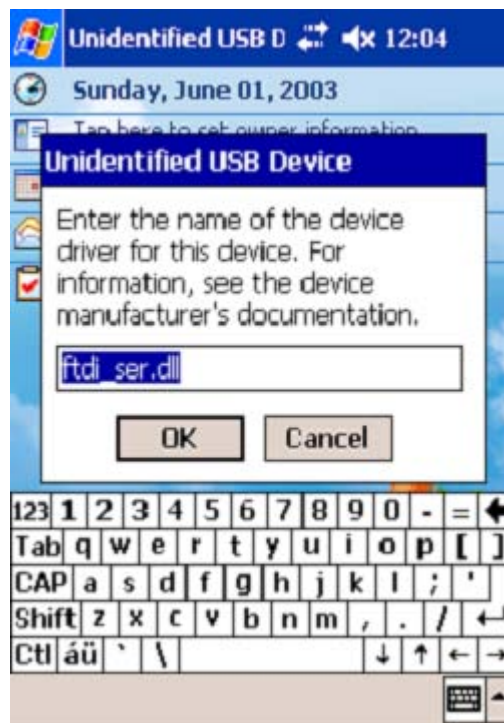 Unidentified USB D 12:04
Sunday, June 01, 2003
Tap here to set owner information
Unidentified USB Device
Enter the name of the device
driver for this device. For
information, see the device
manufacturer's documentation.
ftdi_ser.dll
OK Cancel
123 1 2 3 4 5 6 7 8 9 0 - =
Tab q w e r t y u i o p [ ]
CAP a s d f g h j k l ; '
Shift z x c v b n m , . /
Ctl áü ` \